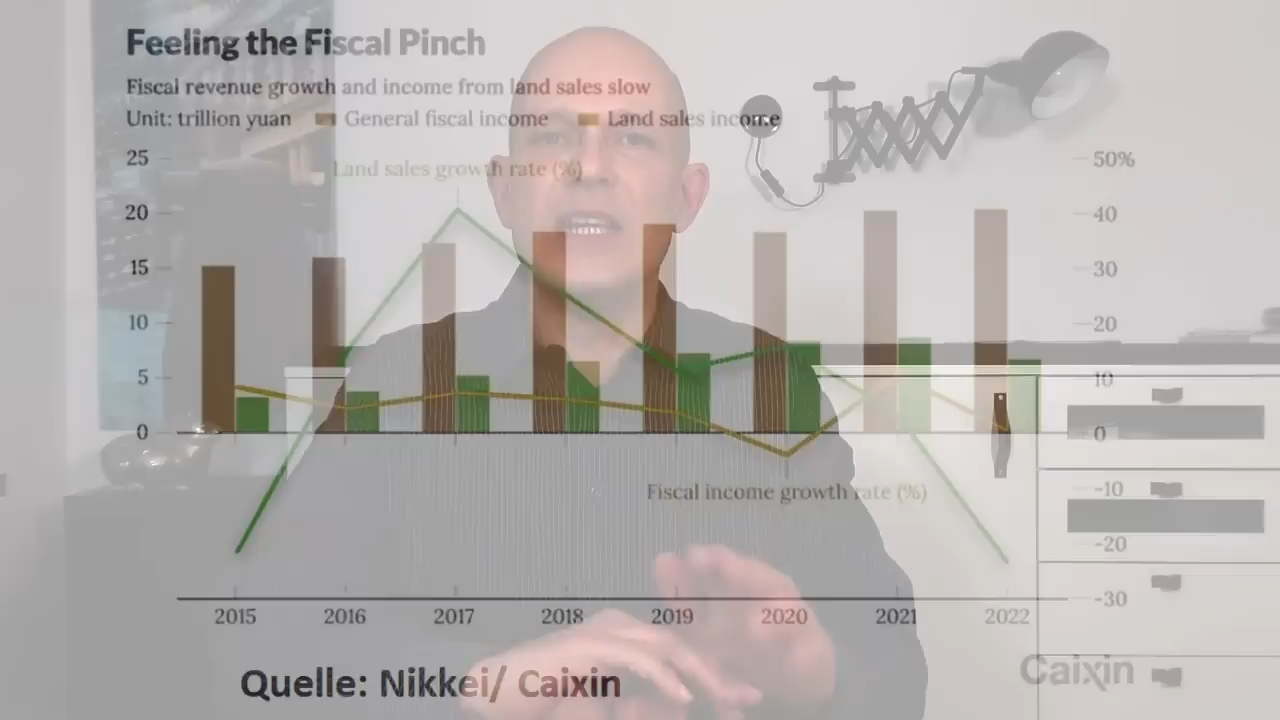 Feeling the Fiscal Pinch
Fiscal revenue growth and income from land sales slow
Unit: trillion yuan General fiscal income Land sales income
Land sales growth rate (%)
25 50%
20 40
15 30
10 20
5 10
0 0
Fiscal income growth rate (%)
-10
-20
-30
2015 2016 2017 2018 2019 2020 2021 2022
Quelle: Nikkei/ Caixin
Caixin